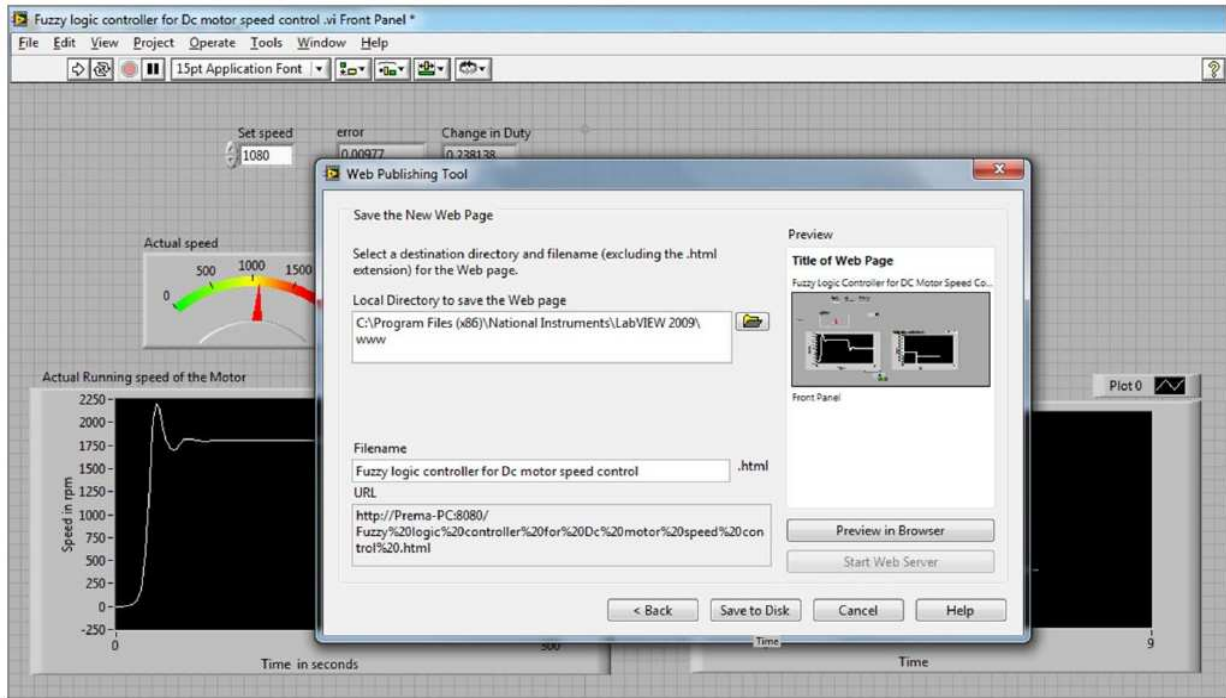 Fuzzy logic controller for Dc motor speed control .vi Front Panel *
File Edit View Project Operate Tools Window Help
15pt Application Font
Set speed error Change in Duty
1080 0.00977 0.238138
Actual speed
0 500 1000 1500
Actual Running speed of the Motor
Speed in rpm
2250
2000
1750
1500
1250
1000
750
500
250
0
-250
0 500
Time in seconds
Web Publishing Tool
Save the New Web Page
Select a destination directory and filename (excluding the .html
extension) for the Web page.
Local Directory to save the Web page
C:\Program Files (x86)\National Instruments\LabVIEW 2009\
www
Filename
Fuzzy logic controller for Dc motor speed control .html
URL
http://Prema-PC:8080/
Fuzzy%20logic%20controller%20for%20Dc%20motor%20speed%20con
trol%20.html
Preview
Title of Web Page
Fuzzy Logic Controller for DC Motor Speed Co...
Front Panel
Preview in Browser
Start Web Server
< Back Save to Disk Cancel Help
Plot 0
Time
9
Time